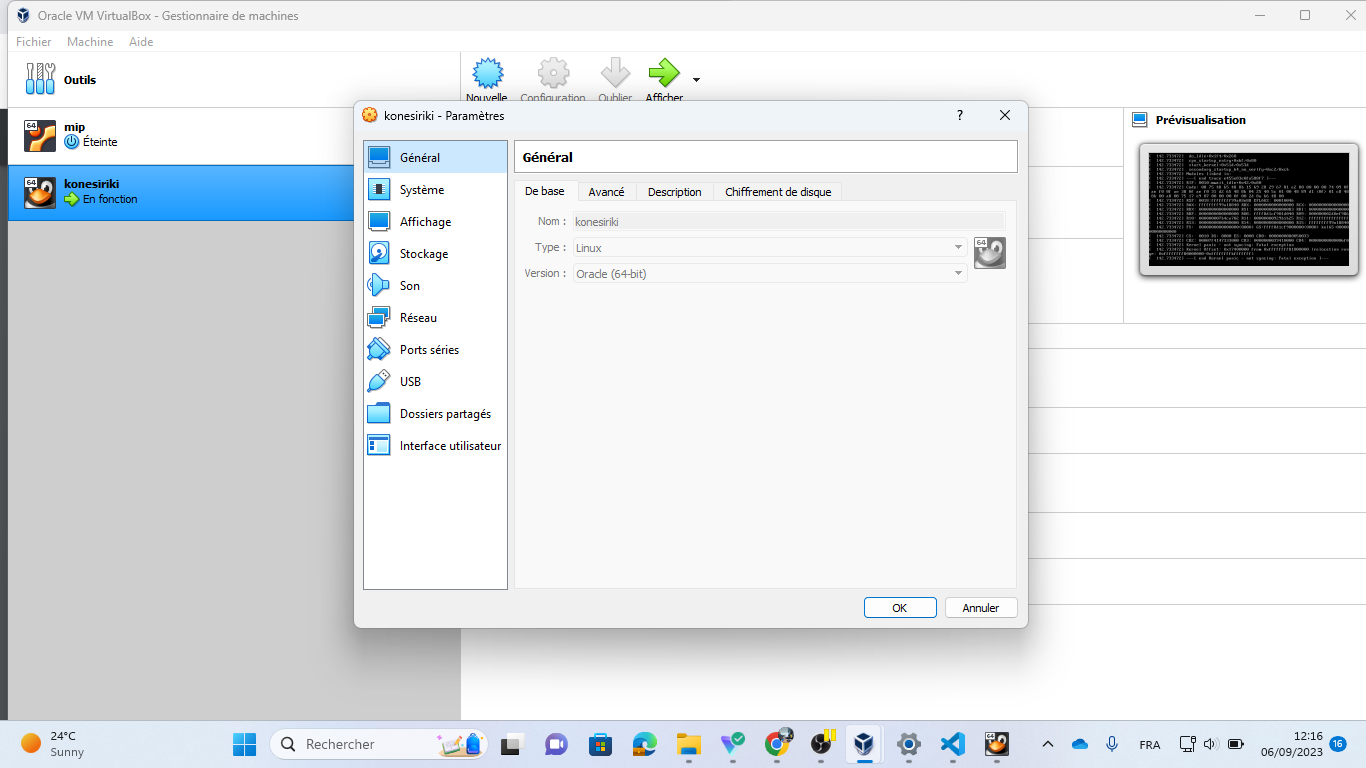 Oracle VM VirtualBox - Gestionnaire de machines
Fichier Machine Aide
Outils
Nouvelle Configuration Oublier Afficher
mip
Éteinte
konesiriki
En fonction
Prévisualisation
konesiriki - Paramètres
?
Général
Système
Affichage
Stockage
Son
Réseau
Ports séries
USB
Dossiers partagés
Interface utilisateur
Général
De base Avancé Description Chiffrement de disque
Nom : konesiriki
Type : Linux
Version : Oracle (64-bit)
64
OK Annuler
24°C
Sunny
Rechercher
FRA
12:16
06/09/2023
16